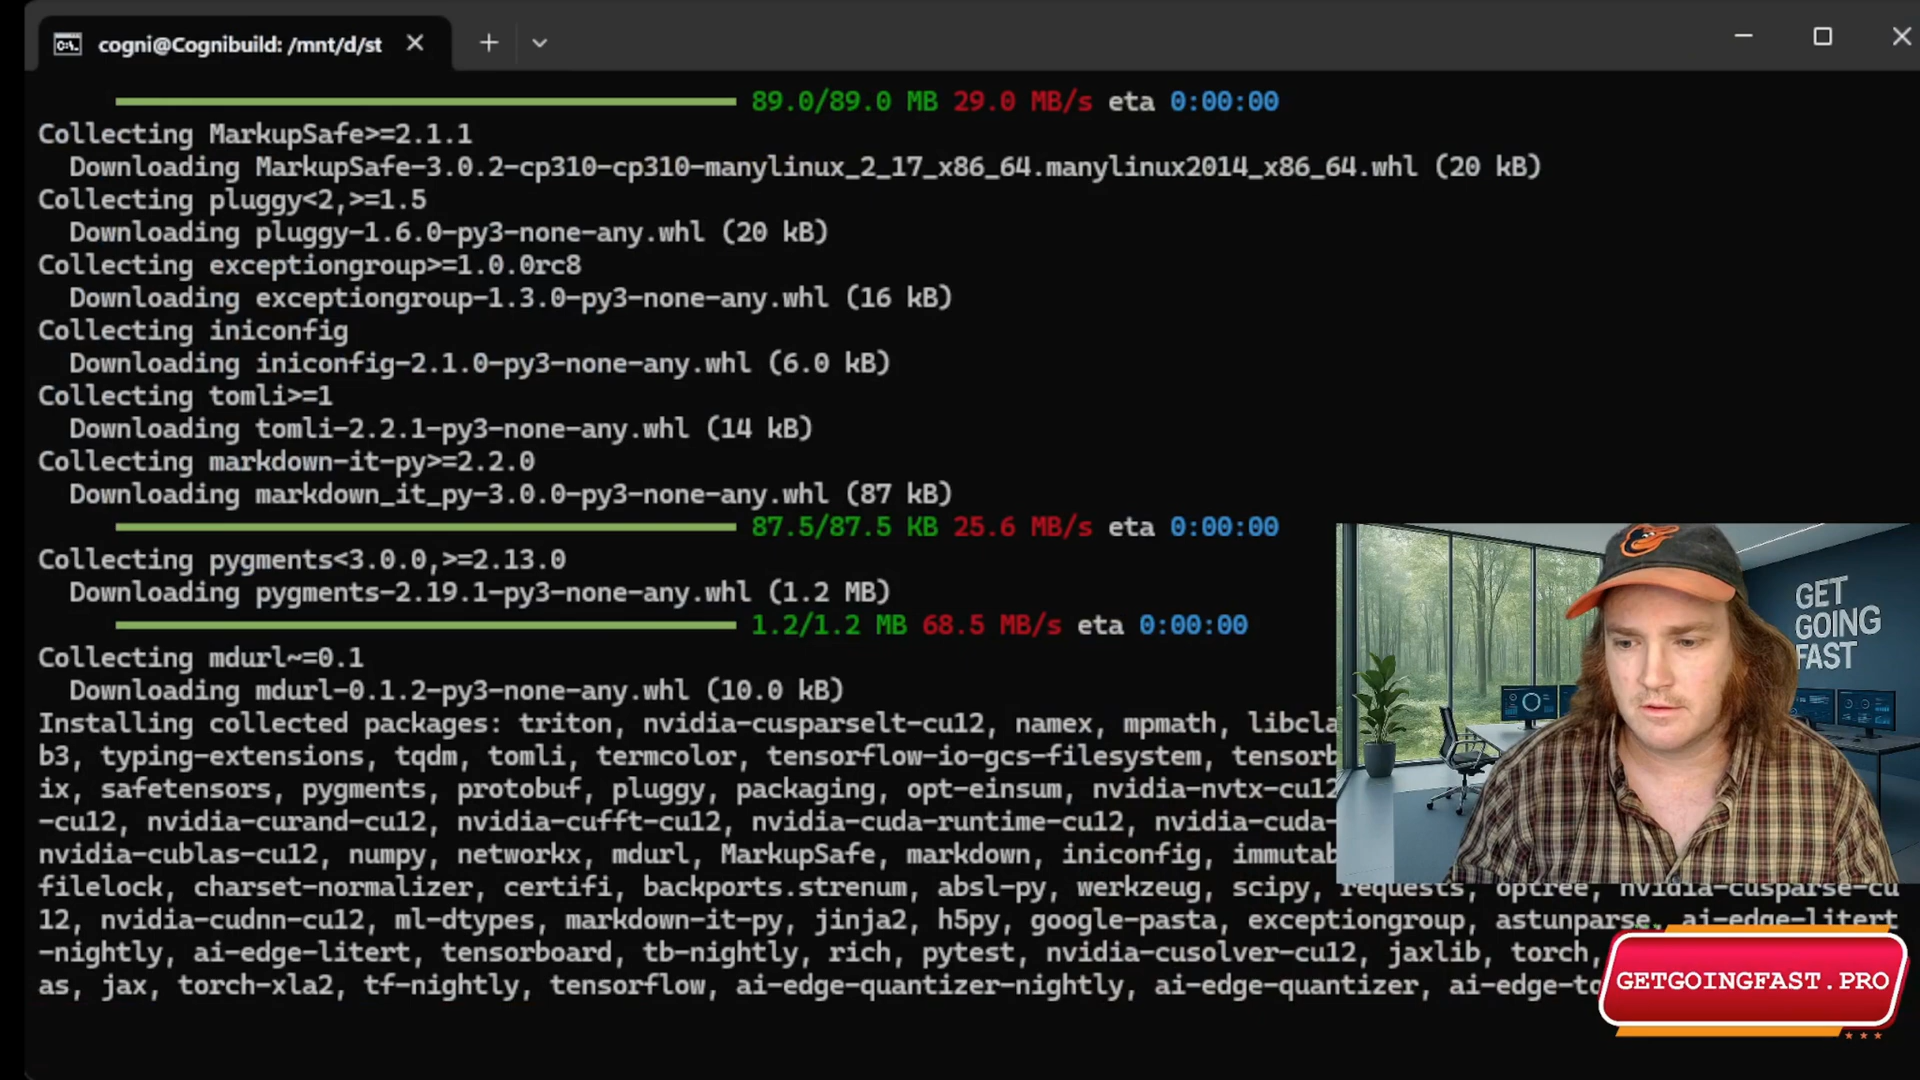 cogni@Cognibuild: /mnt/d/st
89.0/89.0 MB 29.0 MB/s eta 0:00:00
Collecting MarkupSafe>=2.1.1
Downloading MarkupSafe-3.0.2-cp310-cp310-manylinux_2_17_x86_64.manylinux2014_x86_64.whl (20 kB)
Collecting pluggy<2,>=1.5
Downloading pluggy-1.6.0-py3-none-any.whl (20 kB)
Collecting exceptiongroup>=1.0.0rc8
Downloading exceptiongroup-1.3.0-py3-none-any.whl (16 kB)
Collecting iniconfig
Downloading iniconfig-2.1.0-py3-none-any.whl (6.0 kB)
Collecting tomli>=1
Downloading tomli-2.2.1-py3-none-any.whl (14 kB)
Collecting markdown-it-py>=2.2.0
Downloading markdown_it_py-3.0.0-py3-none-any.whl (87 kB)
87.5/87.5 KB 25.6 MB/s eta 0:00:00
Collecting pygments<3.0.0,>=2.13.0
Downloading pygments-2.19.1-py3-none-any.whl (1.2 MB)
1.2/1.2 MB 68.5 MB/s eta 0:00:00
Collecting mdurl~=0.1
Downloading mdurl-0.1.2-py3-none-any.whl (10.0 kB)
Installing collected packages: triton, nvidia-cusparselt-cu12, namex, mpmath, libcla
b3, typing-extensions, tqdm, tomli, termcolor, tensorflow-io-gcs-filesystem, tensorb
ix, safetensors, pygments, protobuf, pluggy, packaging, opt-einsum, nvidia-nvtx-cu12
-cu12, nvidia-curand-cu12, nvidia-cufft-cu12, nvidia-cuda-runtime-cu12, nvidia-cuda-
nvidia-cublas-cu12, numpy, networkx, mdurl, MarkupSafe, markdown, iniconfig, immutab
filelock, charset-normalizer, certifi, backports.strenum, absl-py, werkzeug, scipy, requests, optree, nvidia-cusparse-cu
12, nvidia-cudnn-cu12, ml-dtypes, markdown-it-py, jinja2, h5py, google-pasta, exceptiongroup, astunparse, ai-edge-litert
-nightly, ai-edge-litert, tensorboard, tb-nightly, rich, pytest, nvidia-cusolver-cu12, jaxlib, torch,
as, jax, torch-xla2, tf-nightly, tensorflow, ai-edge-quantizer-nightly, ai-edge-quantizer, ai-edge-to
GET
GOING
FAST
GETGOINGFAST.PRO